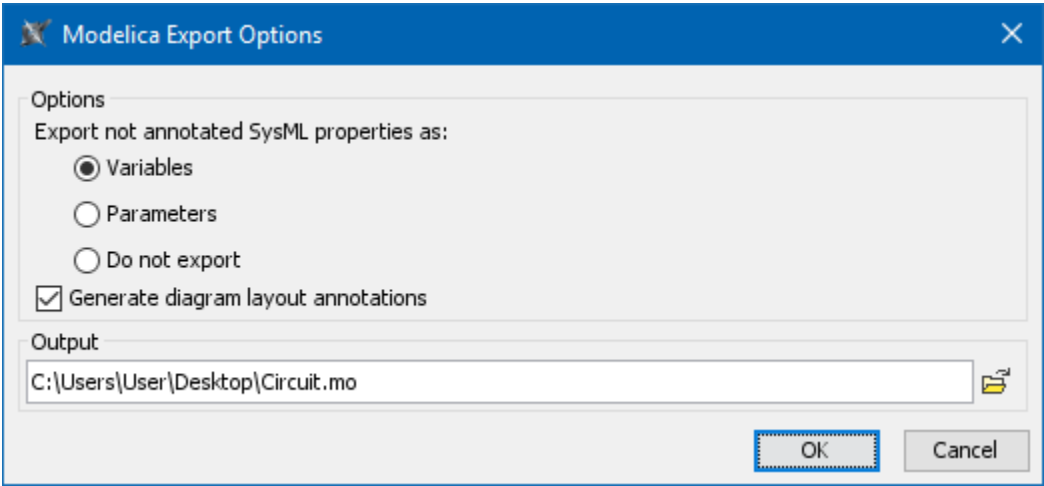 Modelica Export Options
Options
Export not annotated SysML properties as:
Variables
Parameters
Do not export
Generate diagram layout annotations
Output
C:\Users\User\Desktop\Circuit.mo
OK Cancel